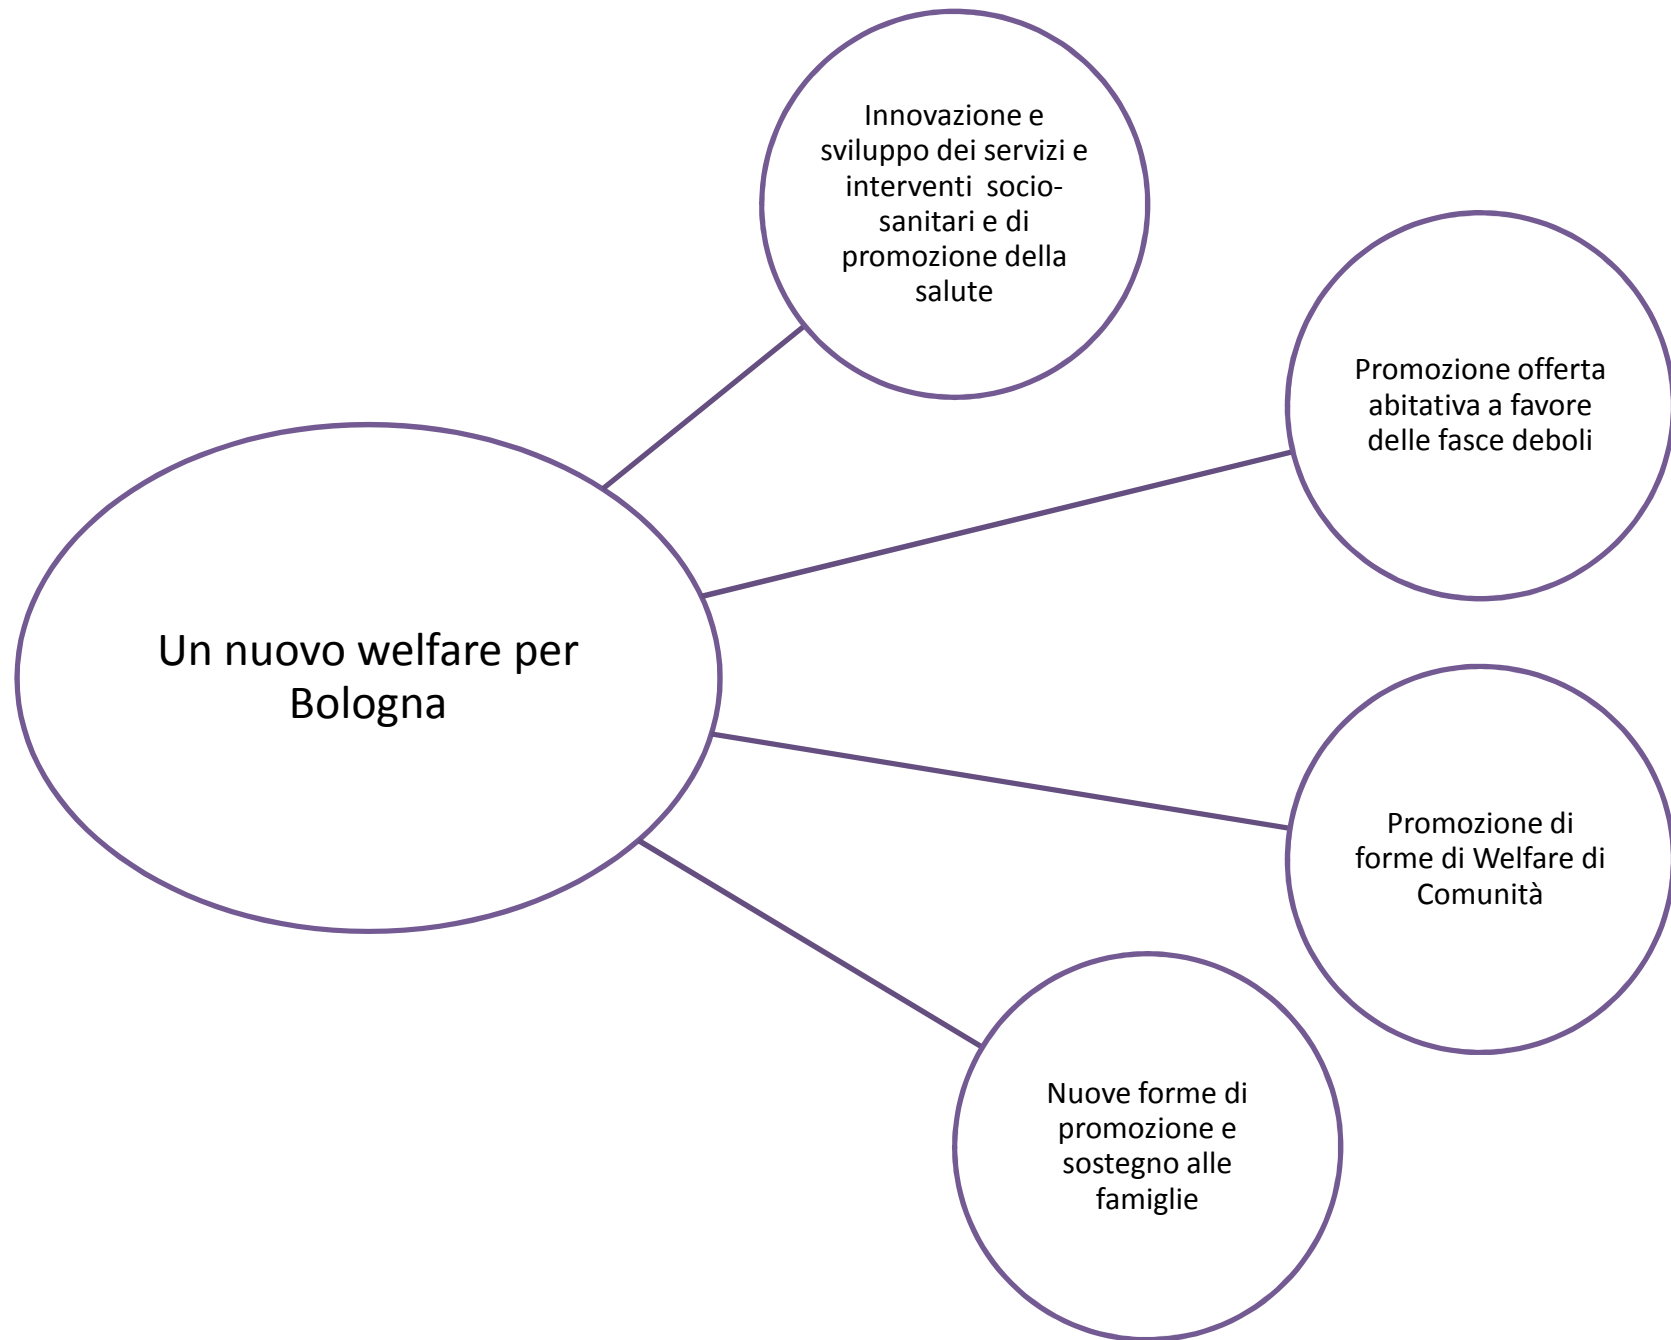 Innovazione e
sviluppo dei servizi e
interventi socio-
sanitari e di
promozione della
salute
Promozione offerta
abitativa a favore
delle fasce deboli
Un nuovo welfare per
Bologna
Promozione di
forme di Welfare di
Comunità
Nuove forme di
promozione e
sostegno alle
famiglie